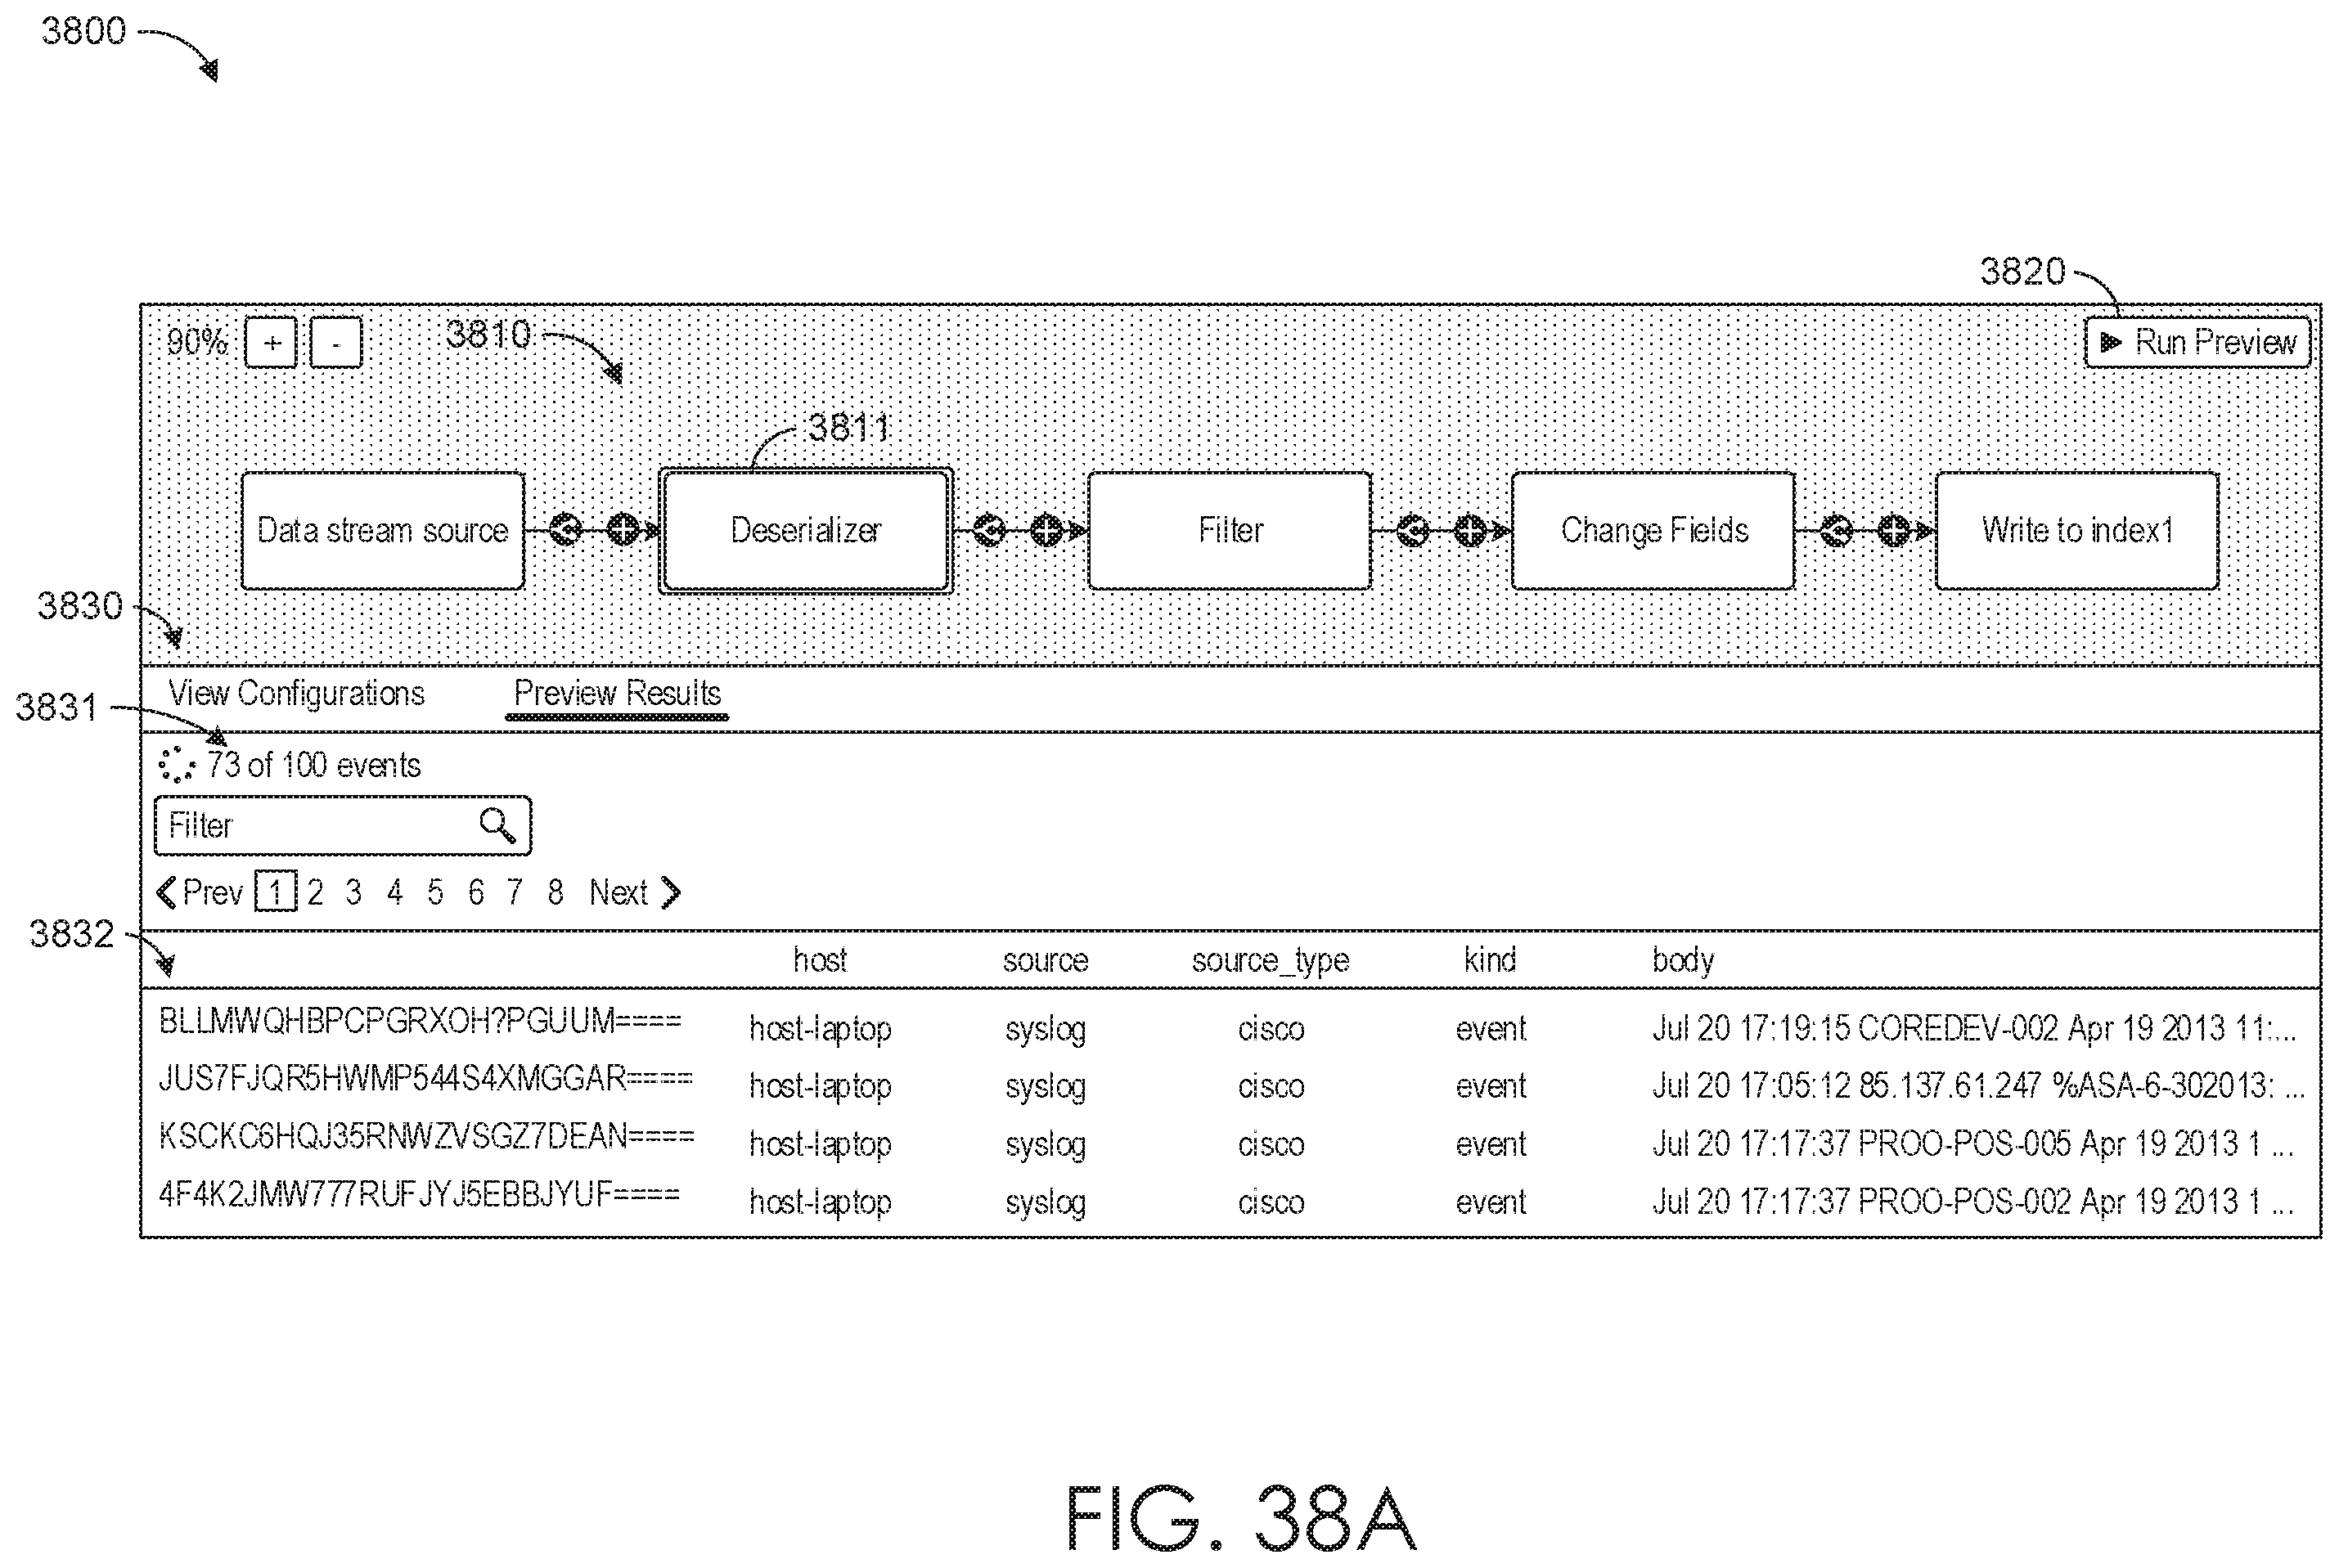 3800
3820
90% + - 3810 Run Preview
3811
Data stream source Deserializer Filter Change Fields Write to index1
3830
View Configurations Preview Results
3831
73 of 100 events
Filter
Prev 1 2 3 4 5 6 7 8 Next
3832
host source source_type kind body
BLLMWQHBPCPGRXOH?PGUUM==== host-laptop syslog cisco event Jul 20 17:19:15 COREDEV-002 Apr 19 2013 11:...
JUS7FJQR5HWMP544S4XMGGAR==== host-laptop syslog cisco event Jul 20 17:05:12 85.137.61.247 %ASA-6-302013: ...
KSCKC6HQJ35RNWZVSGZ7DEAN==== host-laptop syslog cisco event Jul 20 17:17:37 PROO-POS-005 Apr 19 2013 1 ...
4F4K2JMW777RUFJYJ5EBBJYUF==== host-laptop syslog cisco event Jul 20 17:17:37 PROO-POS-002 Apr 19 2013 1 ...
FIG. 38A